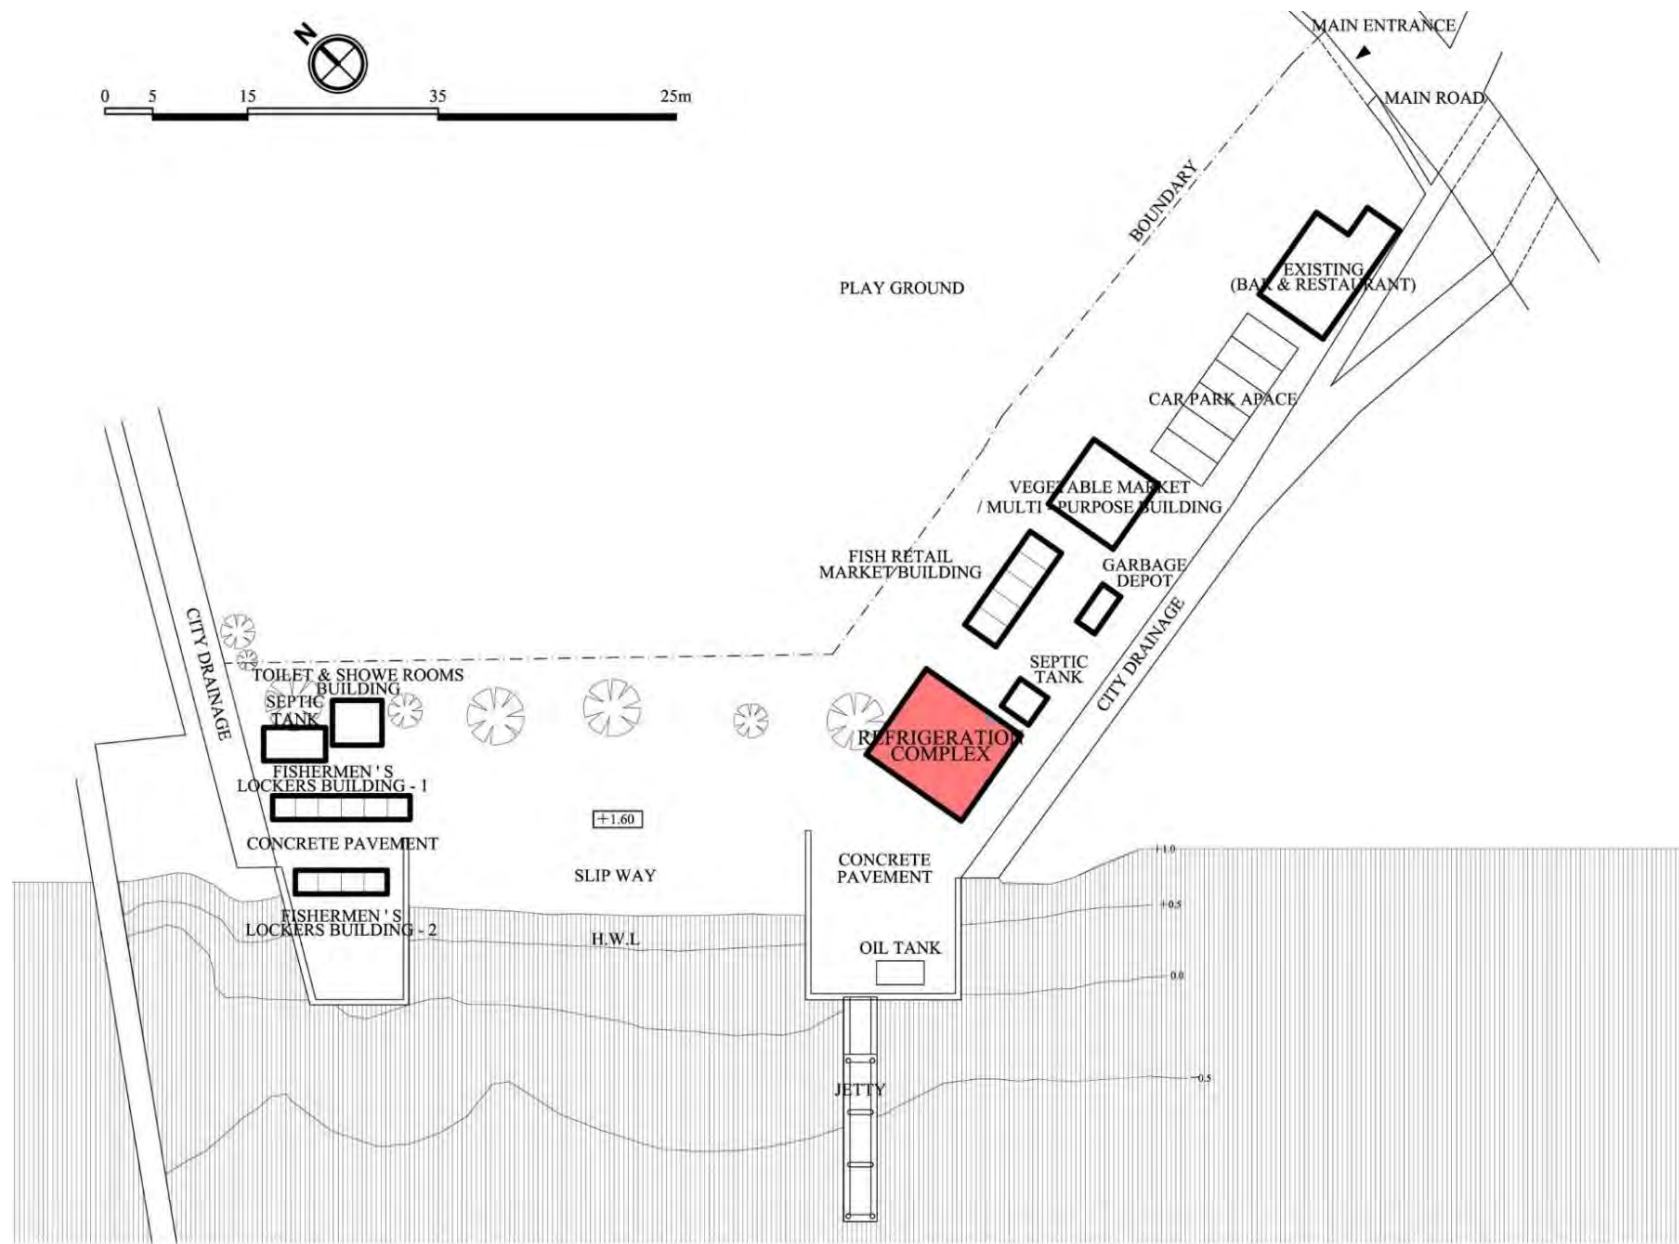 MAIN ENTRANCE
N
0 5 15 35 25m
MAIN ROAD
BOUNDARY
EXISTING
(BAR & RESTAURANT)
PLAY GROUND
CAR PARK APACE
VEGETABLE MARKET
/ MULTI - PURPOSE BUILDING
FISH RETAIL
MARKET BUILDING
GARBAGE
DEPOT
CITY DRAINAGE
CITY DRAINAGE
SEPTIC
TANK
TOILET & SHOWE ROOMS
BUILDING
SEPTIC
TANK
REFRIGERATION
COMPLEX
FISHERMEN ' S
LOCKERS BUILDING - 1
+1.60
CONCRETE PAVEMENT
SLIP WAY
CONCRETE
PAVEMENT
+1.0
+0.5
FISHERMEN ' S
LOCKERS BUILDING - 2
H.W.L
OIL TANK
0.0
JETTY
-0.5